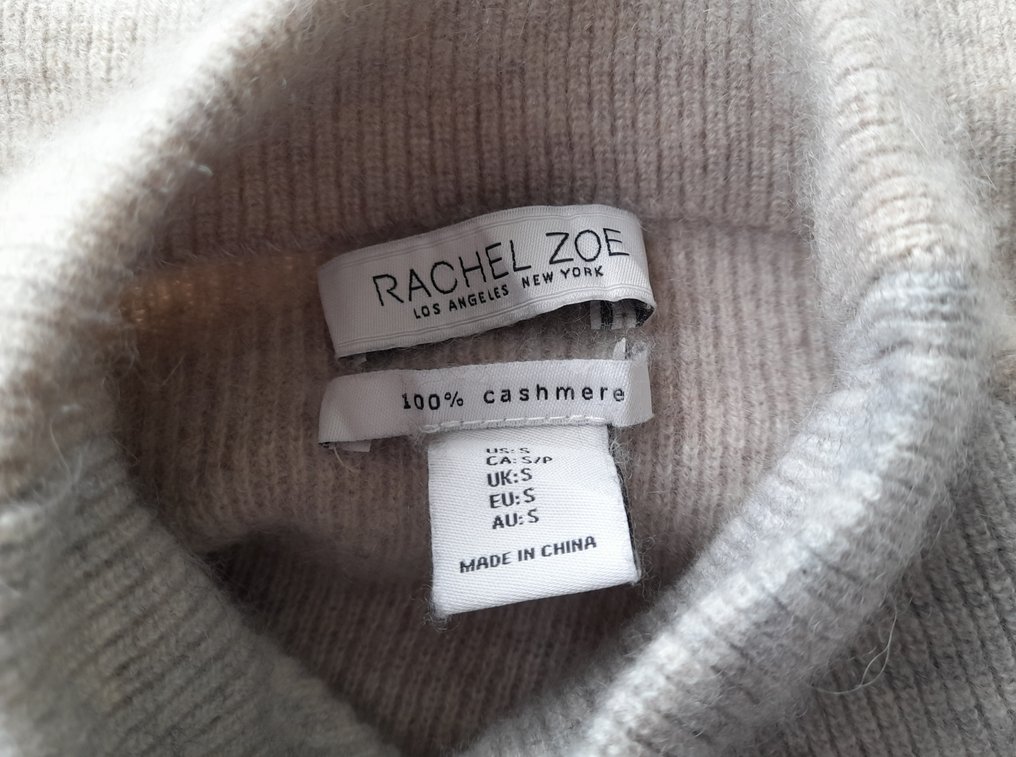 RACHEL ZOE
LOS ANGELES NEW YORK
100% cashmere
US: S
CA: S/P
UK: S
EU: S
AU: S
MADE IN CHINA